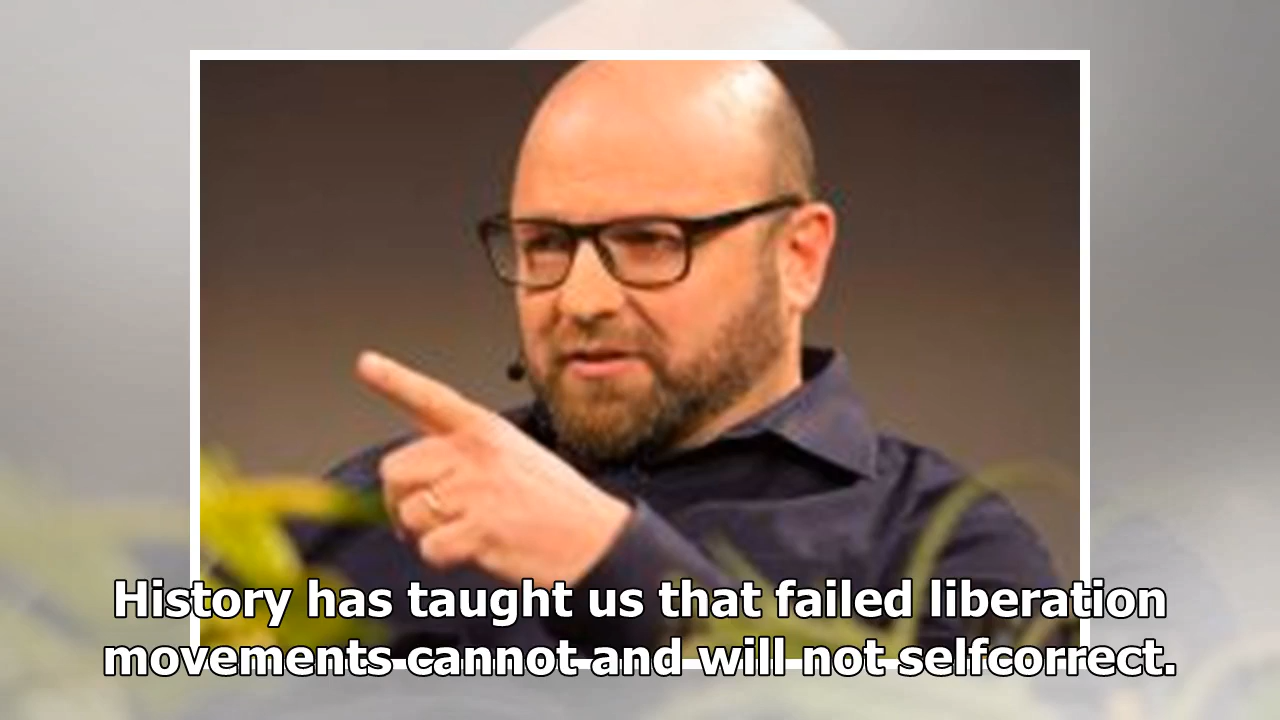 History has taught us that failed liberation
movements cannot and will not selfcorrect.